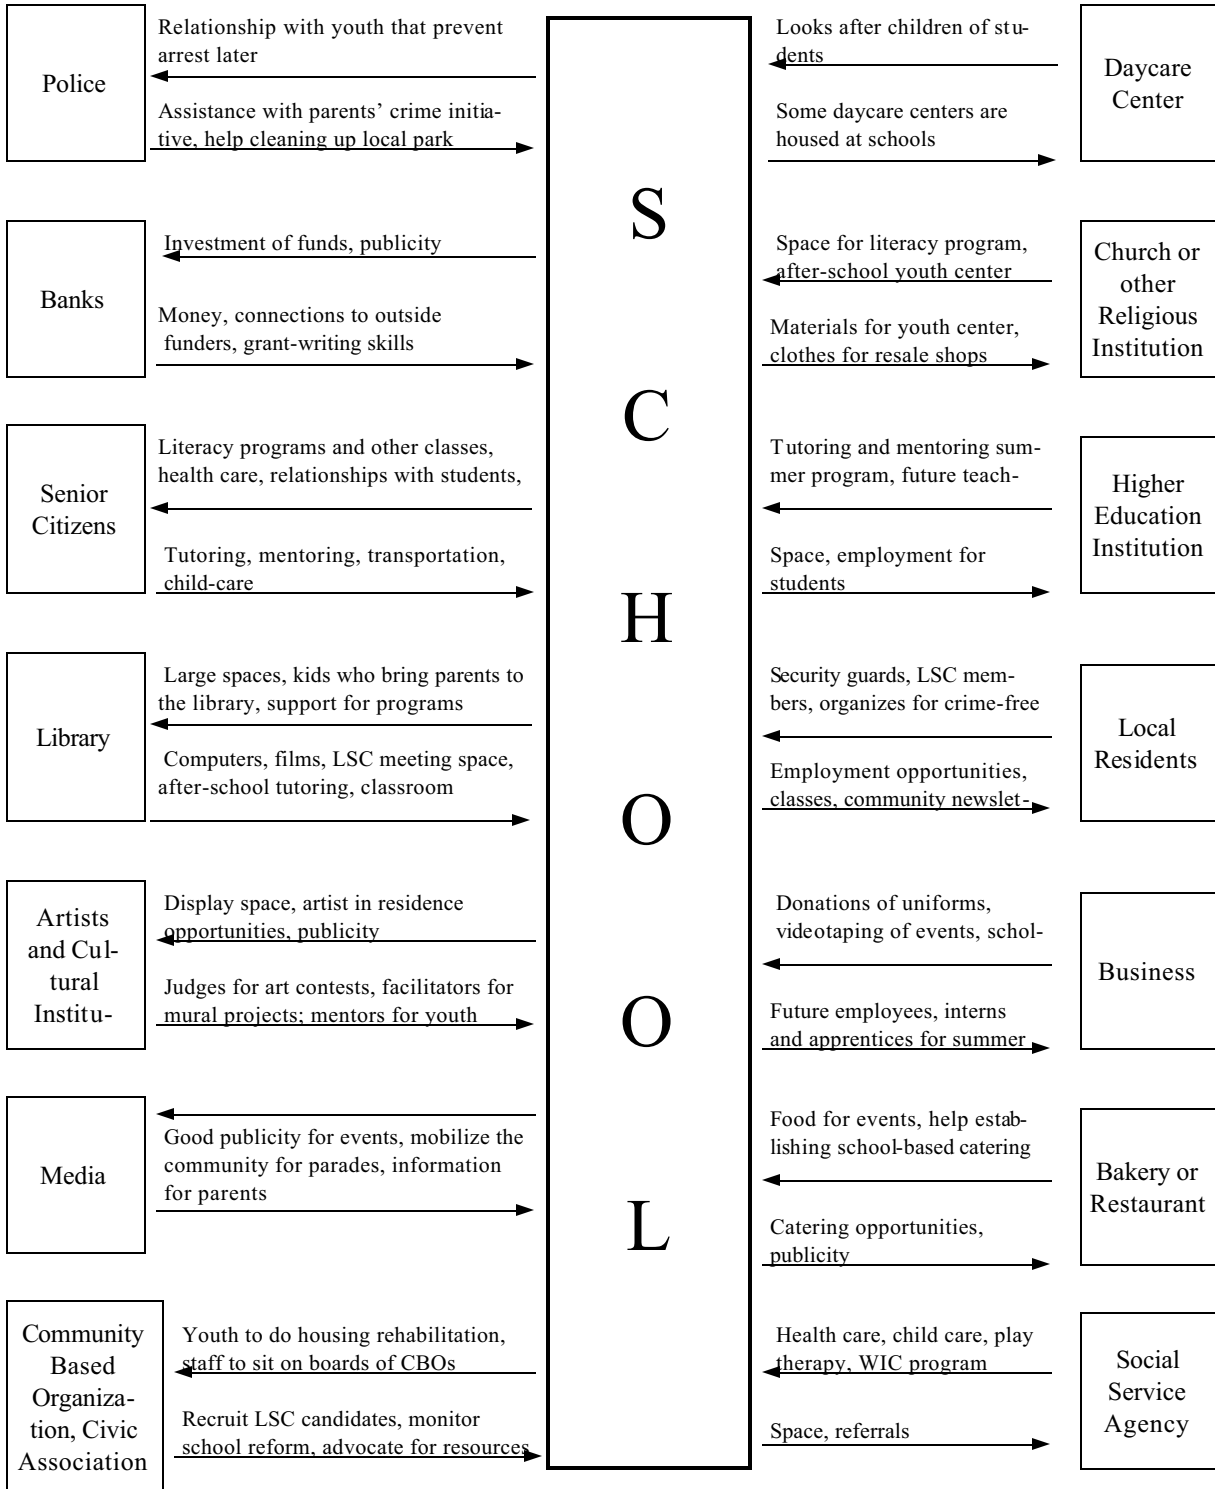 Police
Relationship with youth that prevent
arrest later
Assistance with parents’ crime initia-
tive, help cleaning up local park
Banks
Investment of funds, publicity
Money, connections to outside
funders, grant-writing skills
Senior
Citizens
Literacy programs and other classes,
health care, relationships with students,
Tutoring, mentoring, transportation,
child-care
Library
Large spaces, kids who bring parents to
the library, support for programs
Computers, films, LSC meeting space,
after-school tutoring, classroom
Artists
and Cul-
tural
Institu-
Display space, artist in residence
opportunities, publicity
Judges for art contests, facilitators for
mural projects; mentors for youth
Media
Good publicity for events, mobilize the
community for parades, information
for parents
Community
Based
Organiza-
tion, Civic
Association
Youth to do housing rehabilitation,
staff to sit on boards of CBOs
Recruit LSC candidates, monitor
school reform, advocate for resources
S
C
H
O
O
L
Looks after children of stu-
dents
Some daycare centers are
housed at schools
Daycare
Center
Space for literacy program,
after-school youth center
Materials for youth center,
clothes for resale shops
Church or
other
Religious
Institution
Tutoring and mentoring sum-
mer program, future teach-
Space, employment for
students
Higher
Education
Institution
Security guards, LSC mem-
bers, organizes for crime-free
Employment opportunities,
classes, community newslet-
Local
Residents
Donations of uniforms,
videotaping of events, schol-
Future employees, interns
and apprentices for summer
Business
Food for events, help estab-
lishing school-based catering
Catering opportunities,
publicity
Bakery or
Restaurant
Health care, child care, play
therapy, WIC program
Space, referrals
Social
Service
Agency